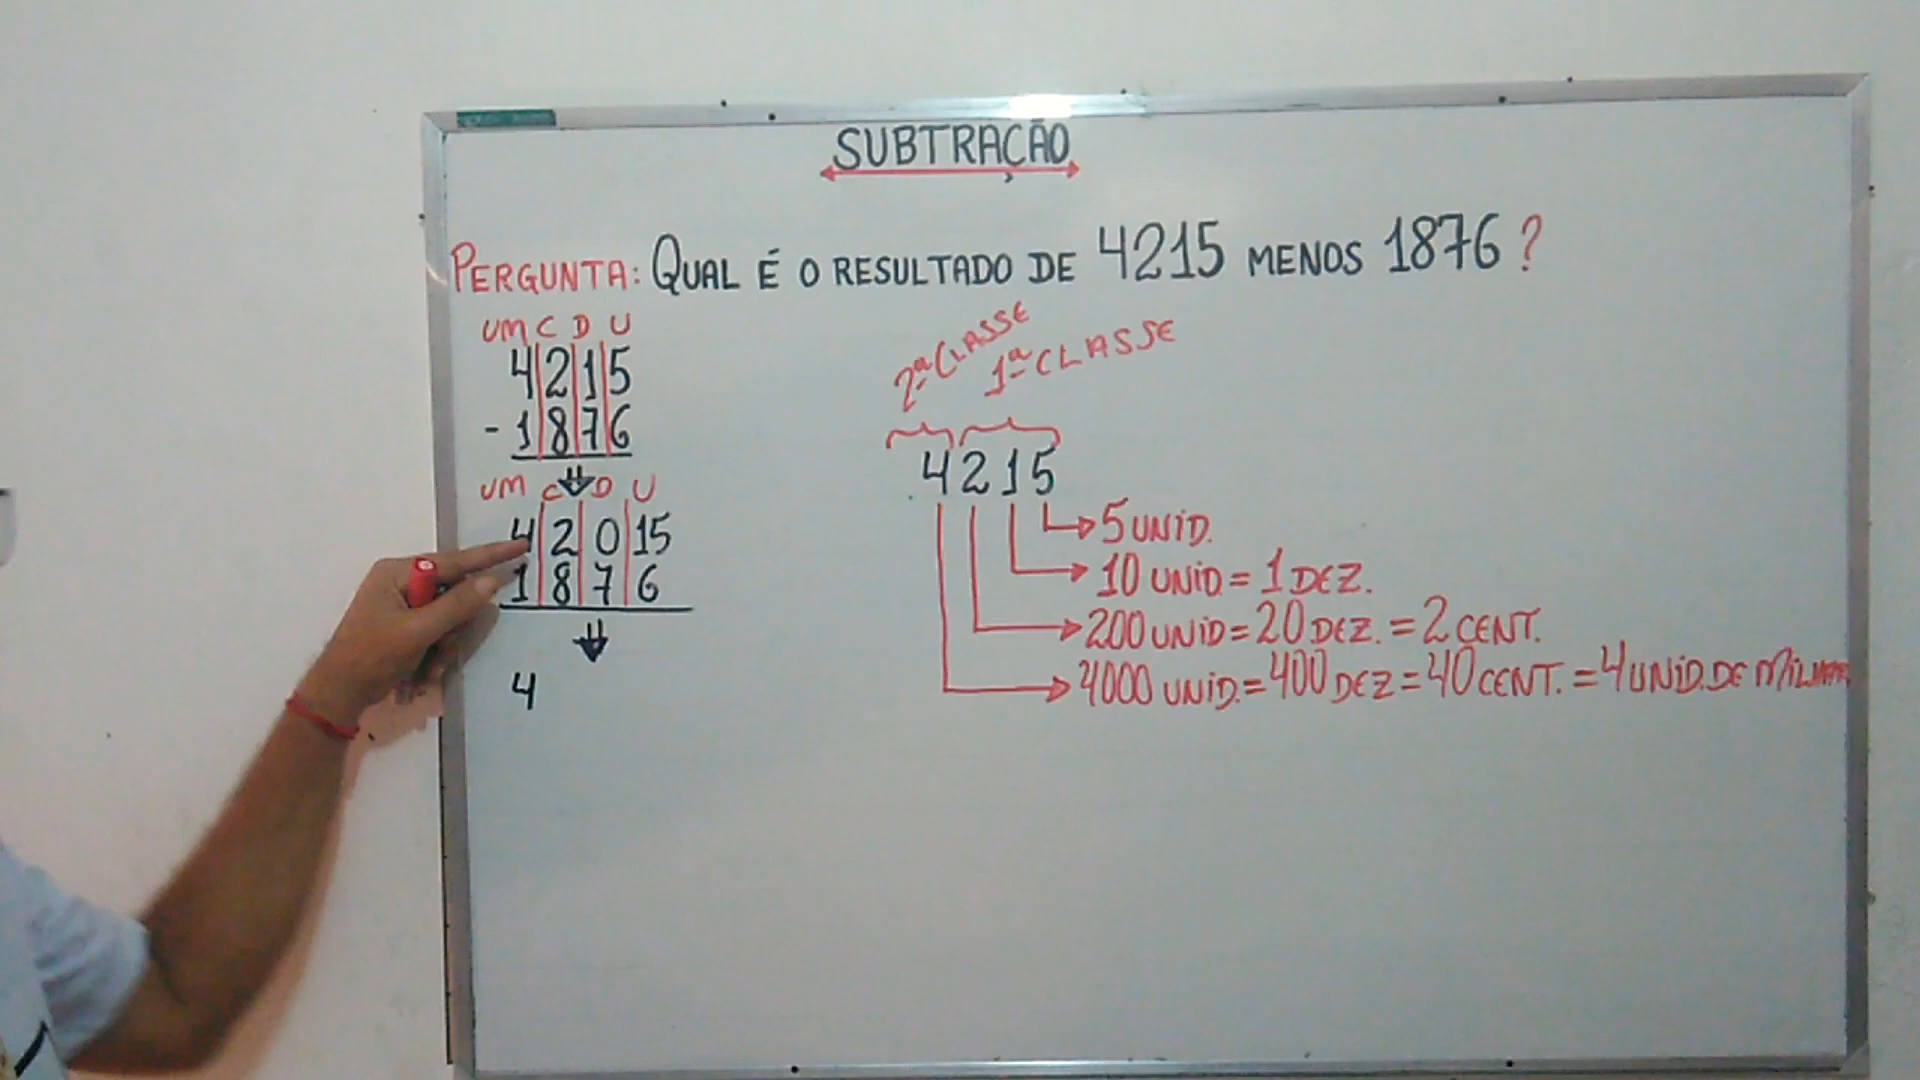 SUBTRAÇÃO
PERGUNTA: QUAL É O RESULTADO DE 4215 MENOS 1876?
UM C D U
4 2 1 5
- 1 8 7 6
UM C D U
4 2 0 15
1 8 7 6
4
2ª CLASSE
1ª CLASSE
4215
5 UNID.
10 UNID = 1 DEZ.
200 UNID = 20 DEZ. = 2 CENT.
4000 UNID. = 400 DEZ = 40 CENT. = 4 UNID. DE MILHAR